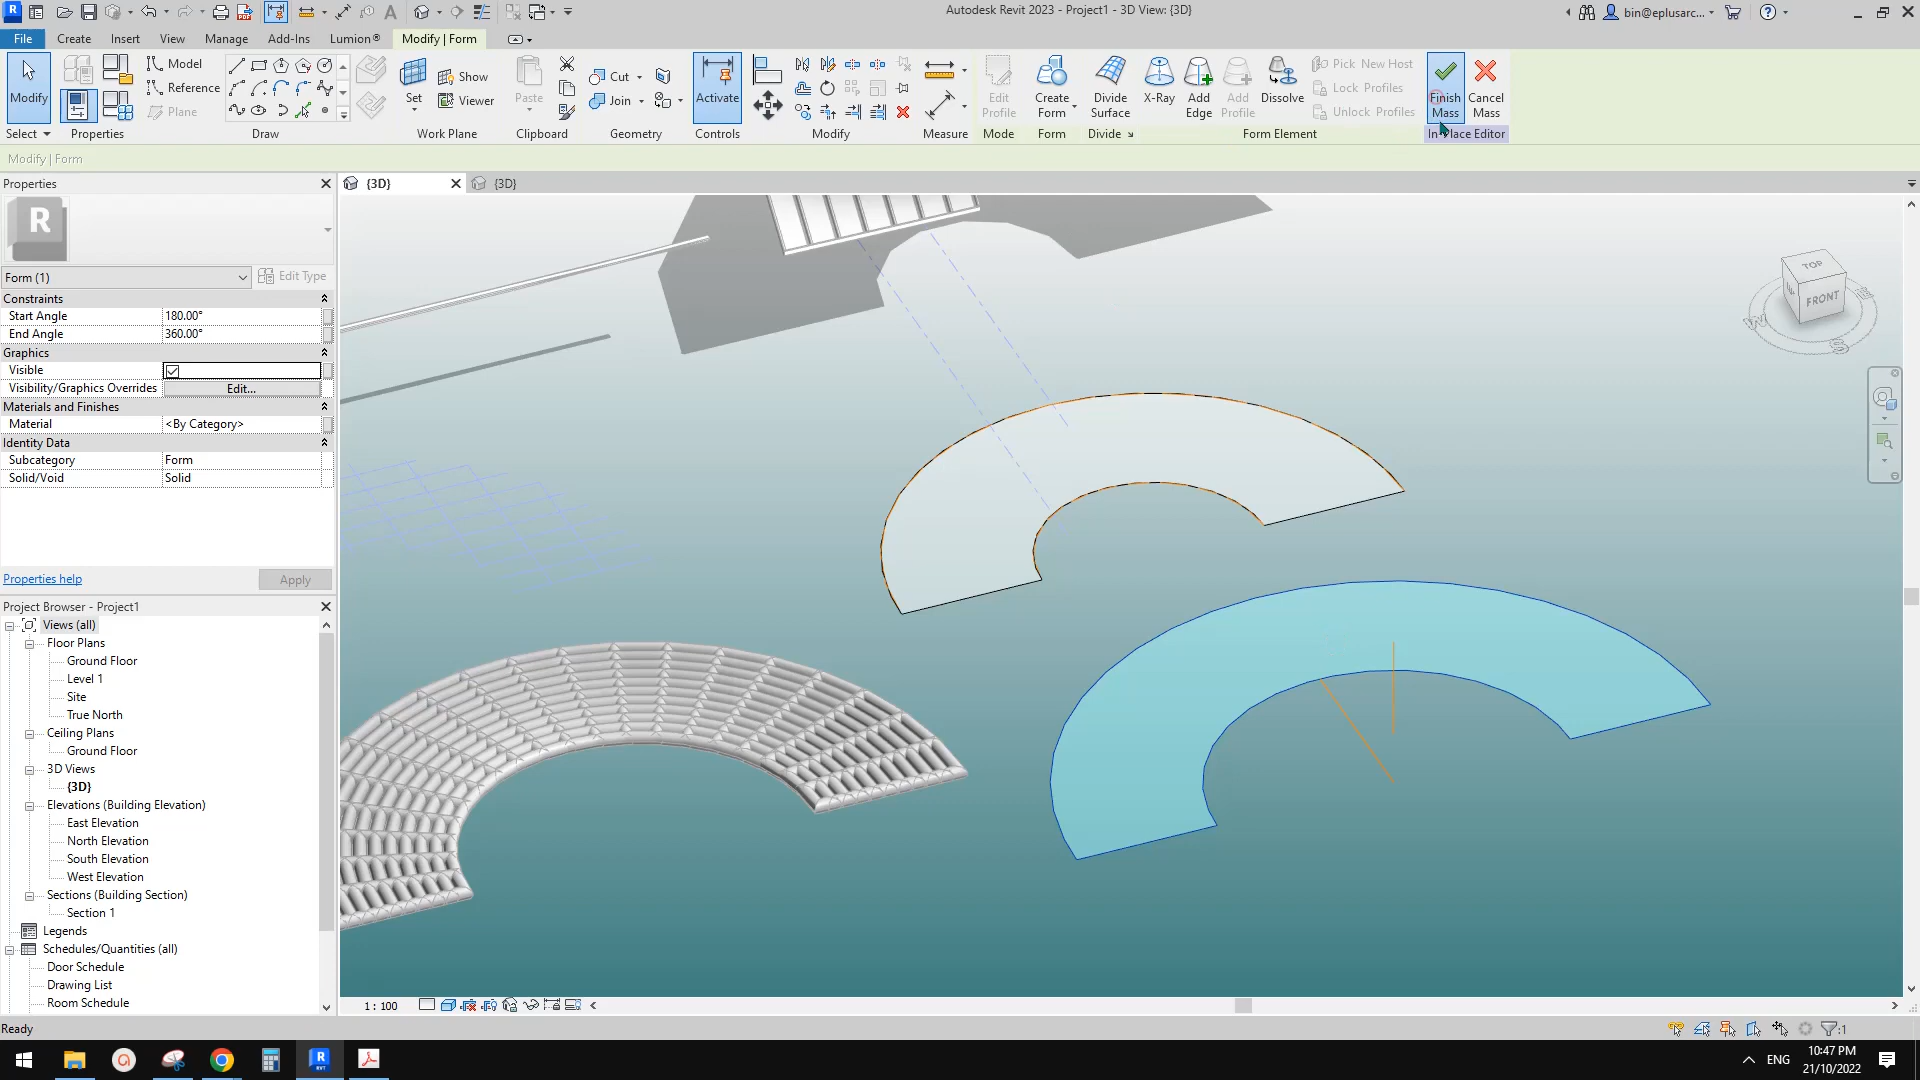 Autodesk Revit 2023 - Project1 - 3D View: {3D}
bin@eplusarc...
File Create Insert View Manage Add-Ins Lumion® Modify | Form
Modify
Model
Reference
Plane
Set
Show
Viewer
Paste
Cut
Join
Activate
Edit Profile
Create Form
Divide Surface
X-Ray
Add Edge
Add Profile
Dissolve
Pick New Host
Lock Profiles
Unlock Profiles
Finish Mass
Cancel Mass
Select Properties Draw Work Plane Clipboard Geometry Controls Modify Measure Mode Form Divide Form Element In-Place Editor
Modify | Form
Properties
{3D}
{3D}
R
Form (1)
Edit Type
Constraints
Start Angle 180.00°
End Angle 360.00°
Graphics
Visible
Visibility/Graphics Overrides Edit...
Materials and Finishes
Material <By Category>
Identity Data
Subcategory Form
Solid/Void Solid
Properties help
Apply
Project Browser - Project1
Views (all)
Floor Plans
Ground Floor
Level 1
Site
True North
Ceiling Plans
Ground Floor
3D Views
{3D}
Elevations (Building Elevation)
East Elevation
North Elevation
South Elevation
West Elevation
Sections (Building Section)
Section 1
Legends
Schedules/Quantities (all)
Door Schedule
Drawing List
Room Schedule
TOP
FRONT
W
S
E
1 : 100
Ready
:1
ENG
10:47 PM
21/10/2022